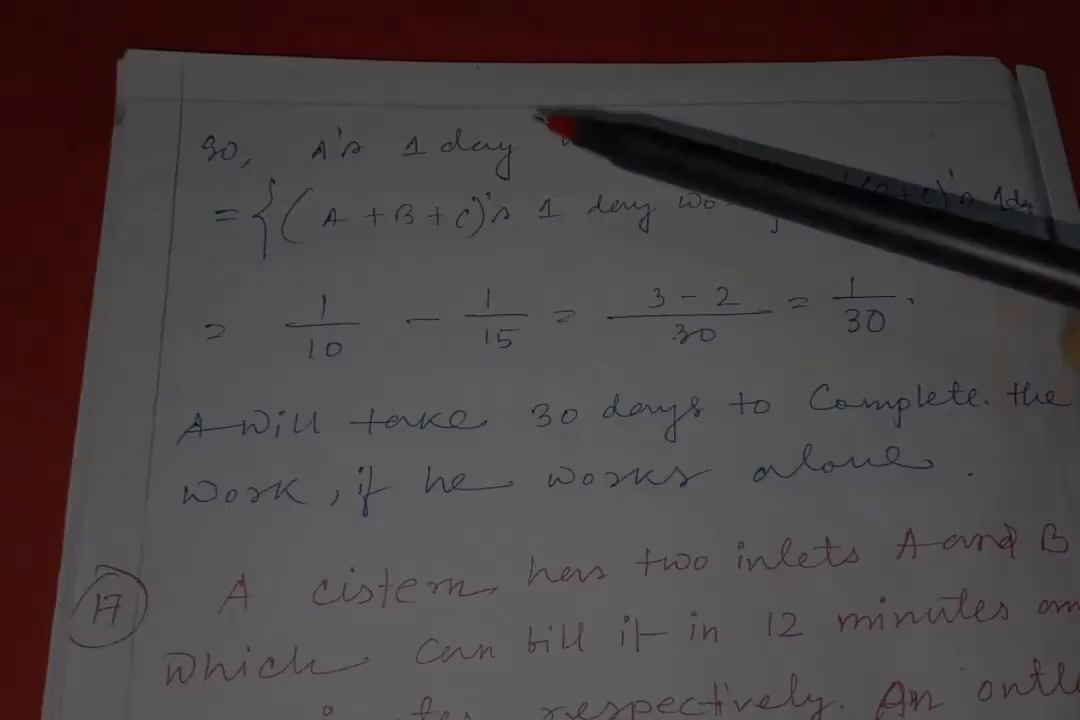 So, A's 1 day
= {(A + B + C)'s 1 day (B + C)'s 1 day
= 1/10 - 1/15 = 3 - 2/30 = 1/30.
A will take 30 days to Complete. the
work, if he works alone.
17 A cistern has two inlets A and B
which can fill it in 12 minutes
respectively. An